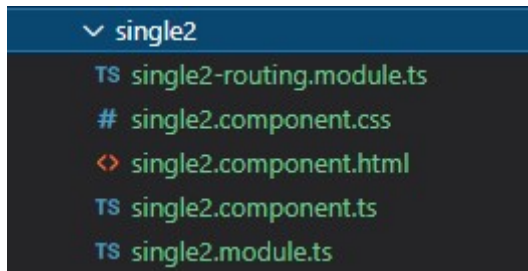 single2
TS single2-routing.module.ts
# single2.component.css
<> single2.component.html
TS single2.component.ts
TS single2.module.ts